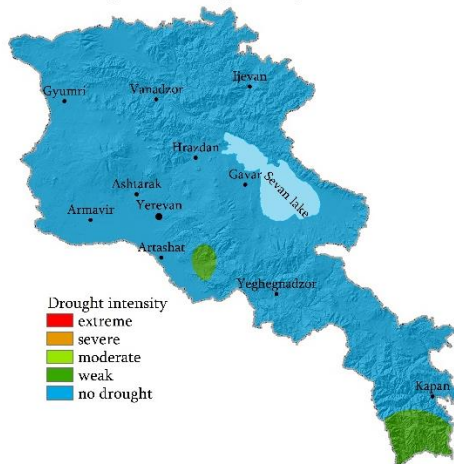 Ijevan
Gyumri
Vanadzor
Hrazdan
Gavar
Sevan lake
Ashtarak
Armavir
Yerevan
Artashat
Yeghegnadzor
Drought intensity
extreme
severe
moderate
weak
no drought
Kapan